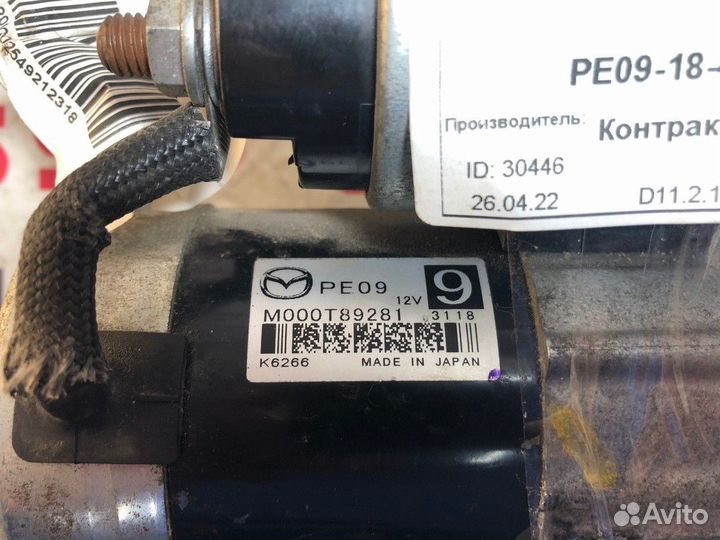 2549212318
PE09-18-
Производитель: Контрак
ID: 30446
26.04.22 D11.2.1
PE09 12V 9
M000T89281 3118
K6266 MADE IN JAPAN
Avito